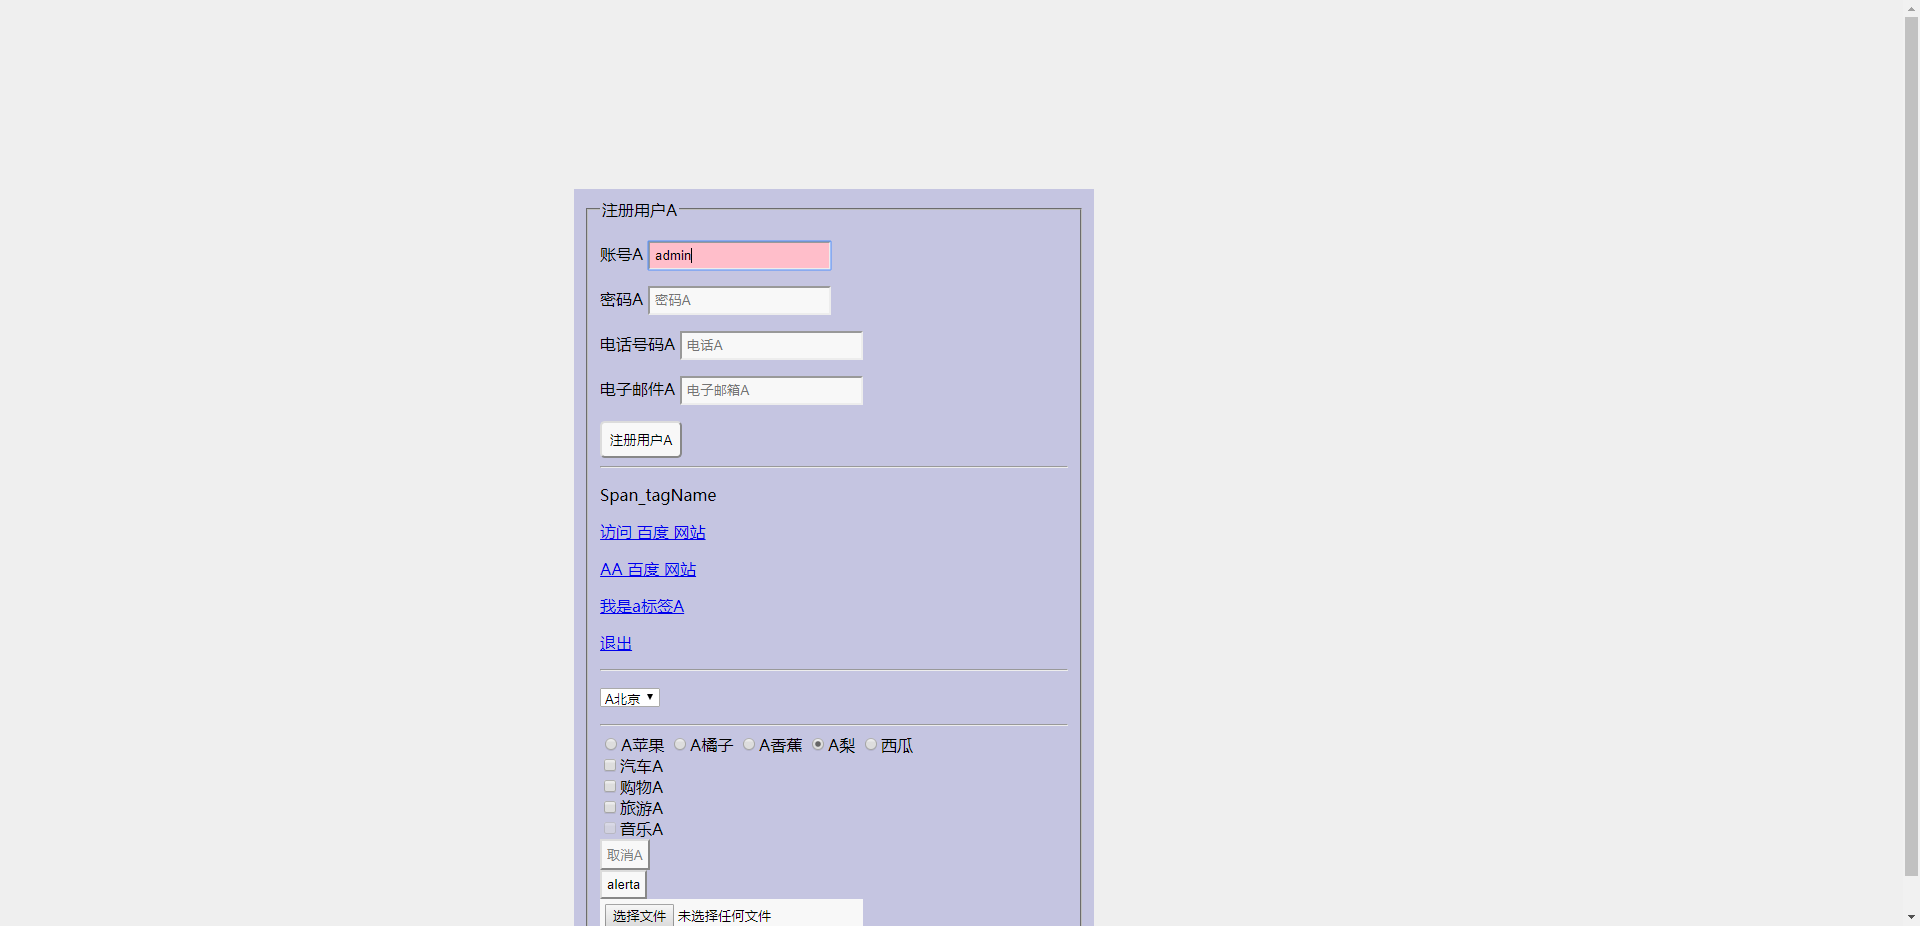 注册用户A
账号A admin
密码A 密码A
电话号码A 电话A
电子邮件A 电子邮箱A
注册用户A
Span_tagName
访问 百度 网站
AA 百度 网站
我是a标签A
退出
A北京
A苹果 A橘子 A香蕉 A梨 西瓜
汽车A
购物A
旅游A
音乐A
取消A
alerta
选择文件 未选择任何文件